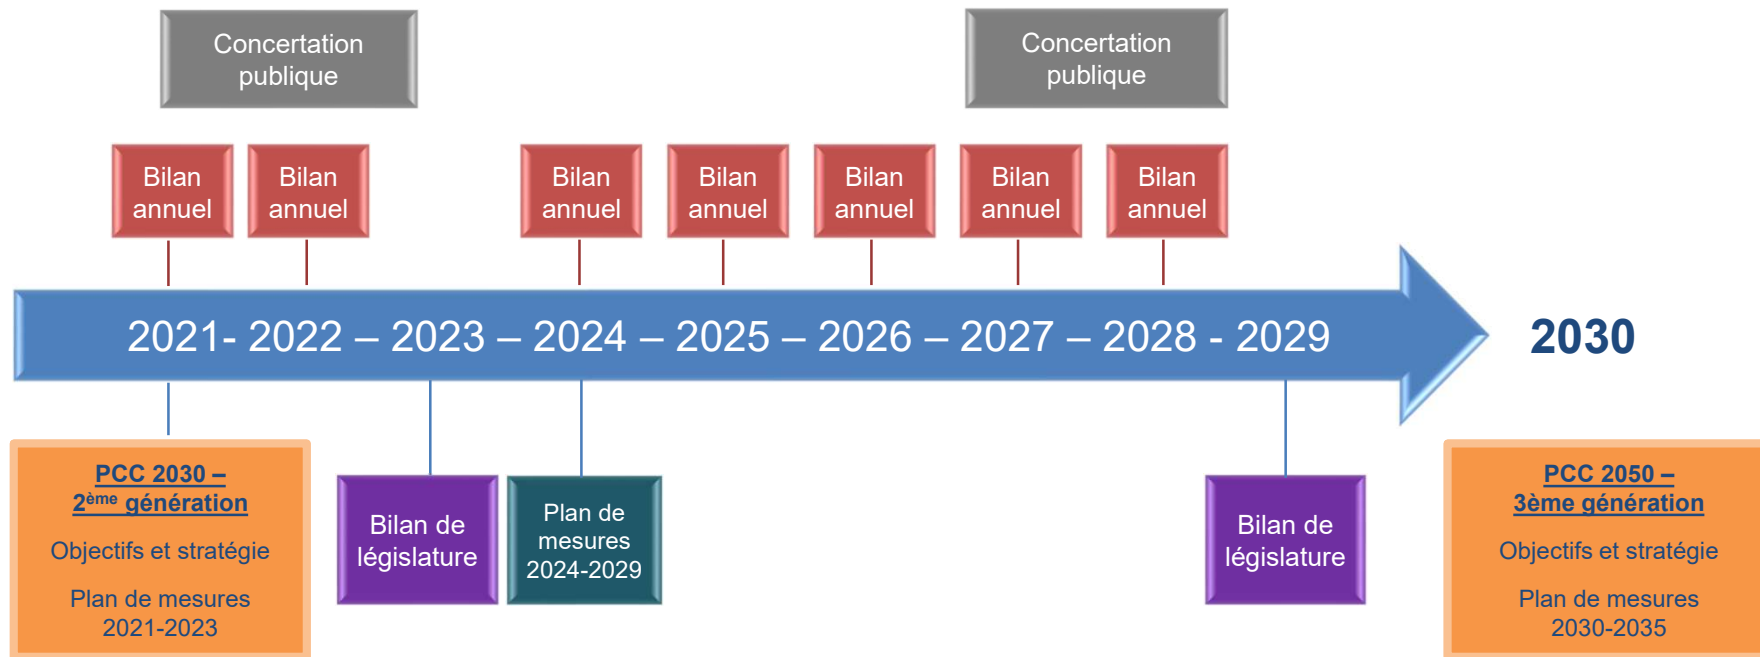 Concertation
publique
Concertation
publique
Bilan
annuel
Bilan
annuel
Bilan
annuel
Bilan
annuel
Bilan
annuel
Bilan
annuel
Bilan
annuel
2021- 2022 – 2023 – 2024 – 2025 – 2026 – 2027 – 2028 - 2029
2030
PCC 2030 –
2ème génération
Objectifs et stratégie
Plan de mesures
2021-2023
Bilan de
législature
Plan de
mesures
2024-2029
Bilan de
législature
PCC 2050 –
3ème génération
Objectifs et stratégie
Plan de mesures
2030-2035